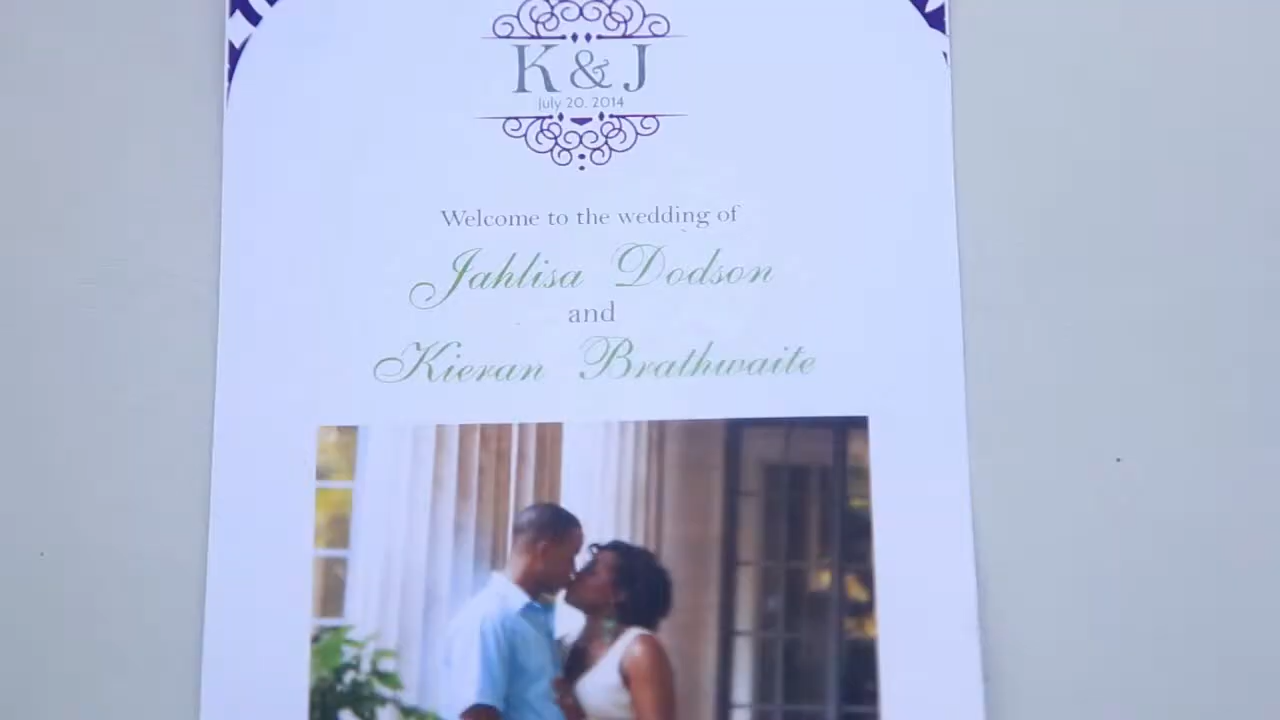 K & J
July 20, 2014
Welcome to the wedding of
Jahlisa Dodson
and
Kieran Brathwaite